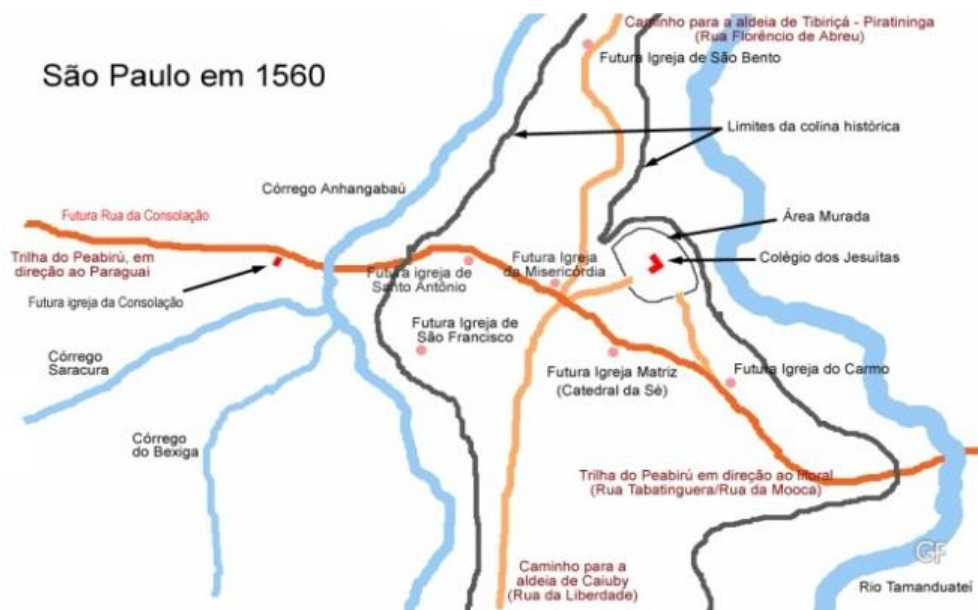 São Paulo em 1560
Caminho para a aldeia de Tibiriçá - Piratininga
(Rua Florêncio de Abreu)
Futura Igreja de São Bento
Limites da colina histórica
Córrego Anhangabaú
Futura Rua da Consolação
Trilha do Peabirú, em
direção ao Paraguai
Futura igreja da Consolação
Futura igreja de
Santo Antônio
Futura Igreja
da Misericórdia
Área Murada
Colégio dos Jesuítas
Futura Igreja de
São Francisco
Córrego
Saracura
Futura Igreja Matriz
(Catedral da Sé)
Futura Igreja do Carmo
Córrego
do Bexiga
Trilha do Peabirú em direção ao litoral
(Rua Tabatinguera/Rua da Mooca)
Caminho para a
aldeia de Caiuby
(Rua da Liberdade)
GF
Rio Tamanduateí